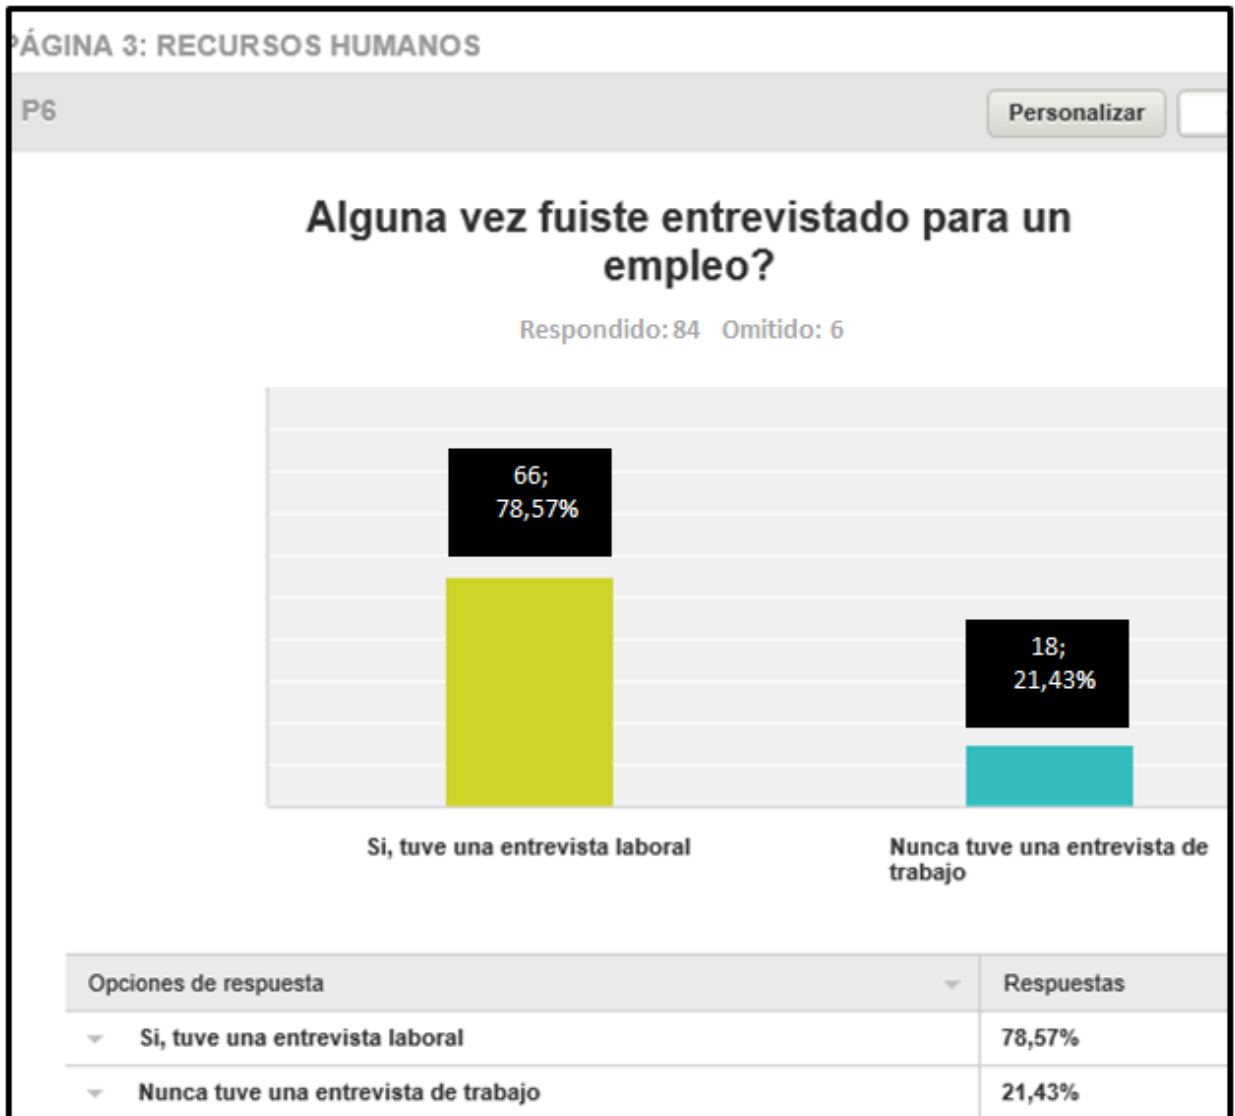 PÁGINA 3: RECURSOS HUMANOS
P6
Personalizar
Alguna vez fuiste entrevistado para un
empleo?
Respondido: 84 Omitido: 6
66;
78,57%
18;
21,43%
Si, tuve una entrevista laboral
Nunca tuve una entrevista de
trabajo
Opciones de respuesta
Respuestas
Si, tuve una entrevista laboral
78,57%
Nunca tuve una entrevista de trabajo
21,43%